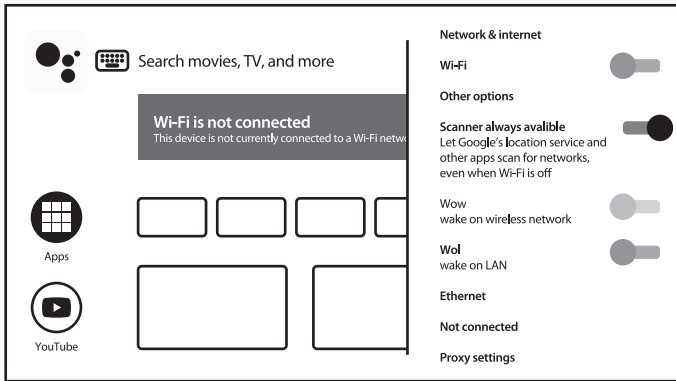 Search movies, TV, and more
Wi-Fi is not connected
This device is not currently connected to a Wi-Fi netwo
Apps
YouTube
Network & internet
Wi-Fi
Other options
Scanner always avalible
Let Google's location service and
other apps scan for networks,
even when Wi-Fi is off
Wow
wake on wireless network
Wol
wake on LAN
Ethernet
Not connected
Proxy settings